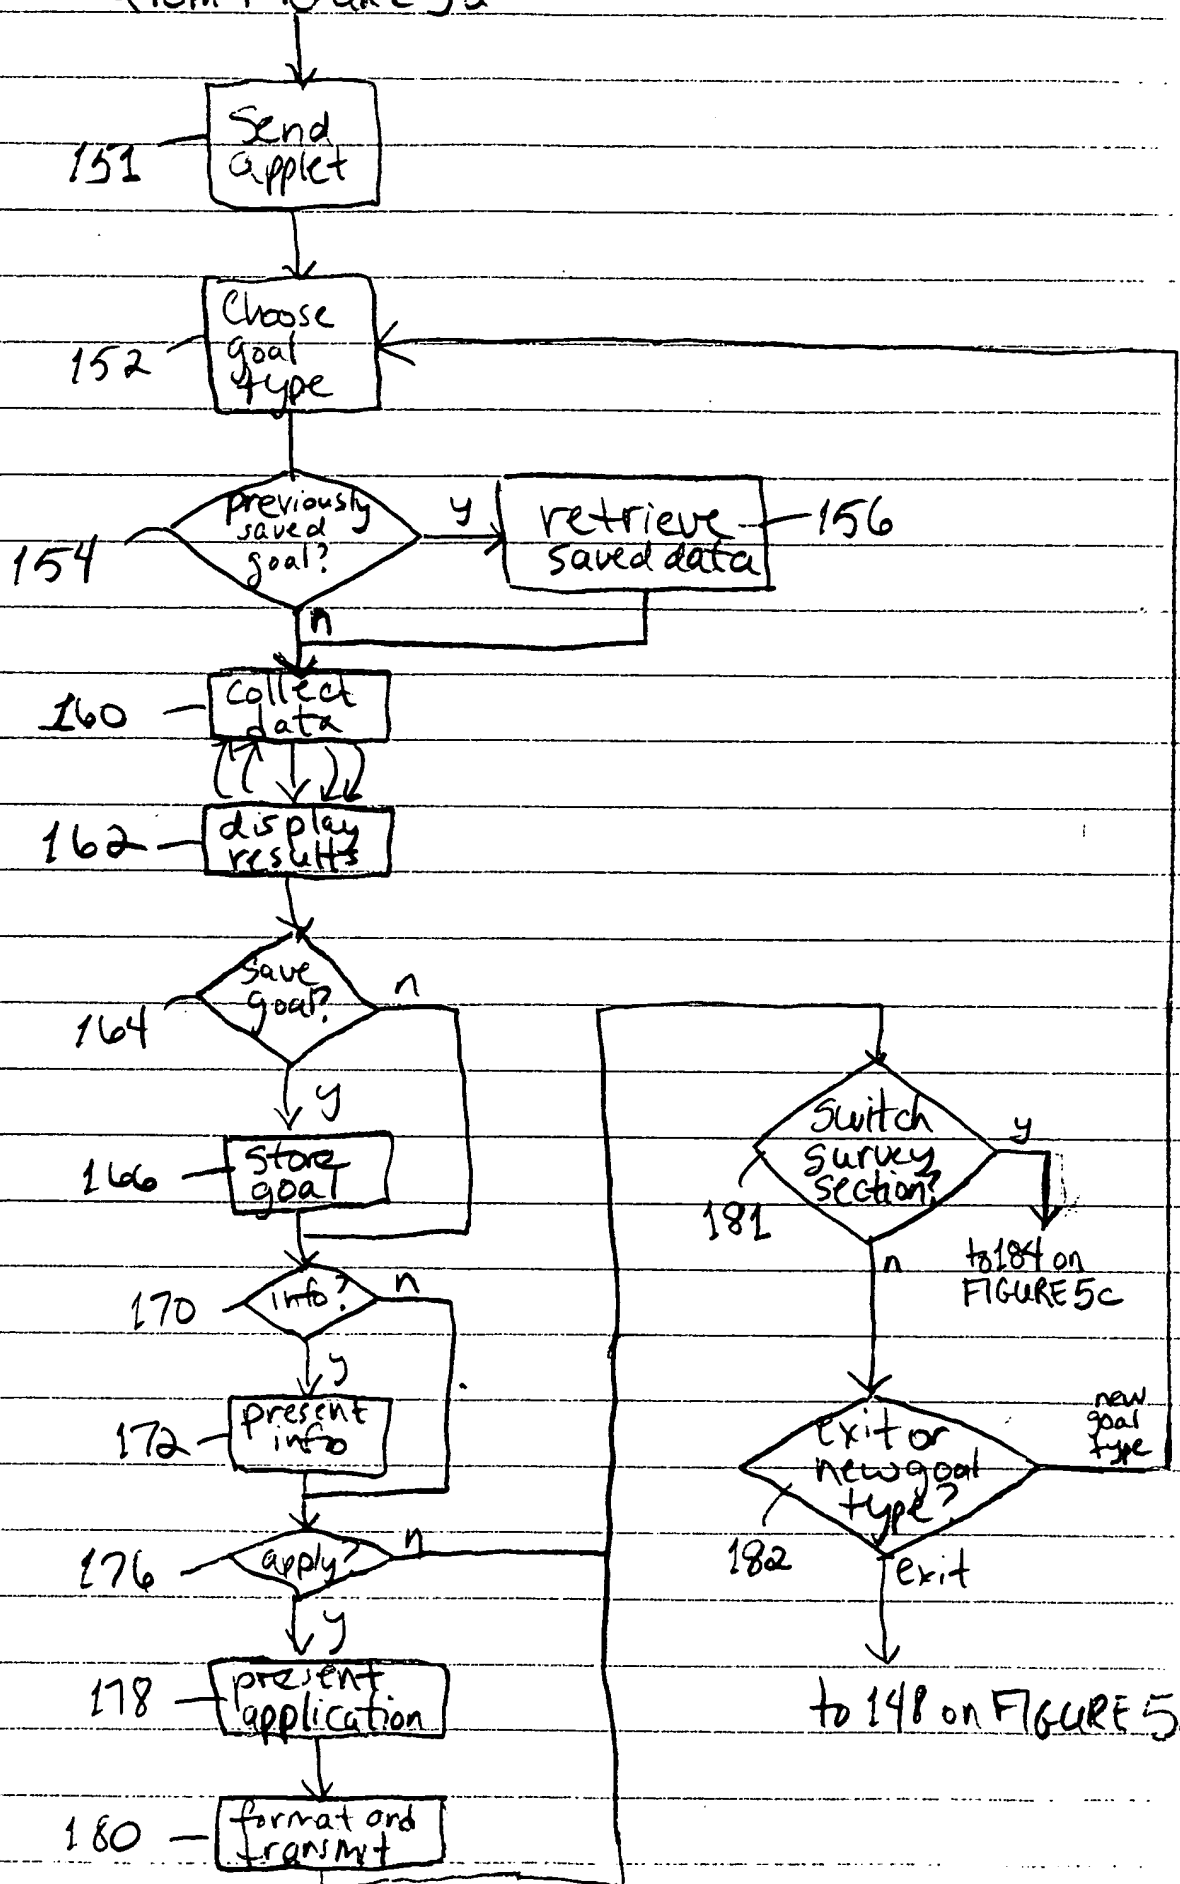 from FIGURE 5a
Send
applet
151
Choose
goal
type
152
previously
saved
goal?
154
y
retrieve
saved data
156
n
collect
data
160
display
results
162
save
goal?
164
n
y
store
goal
166
info?
170
n
y
present
info
172
apply?
176
n
y
present
application
178
format and
transmit
180
switch
survey
section?
181
y
to 184 on
FIGURE 5c
n
exit or
new goal
type?
182
new
goal
type
exit
to 148 on FIGURE 5